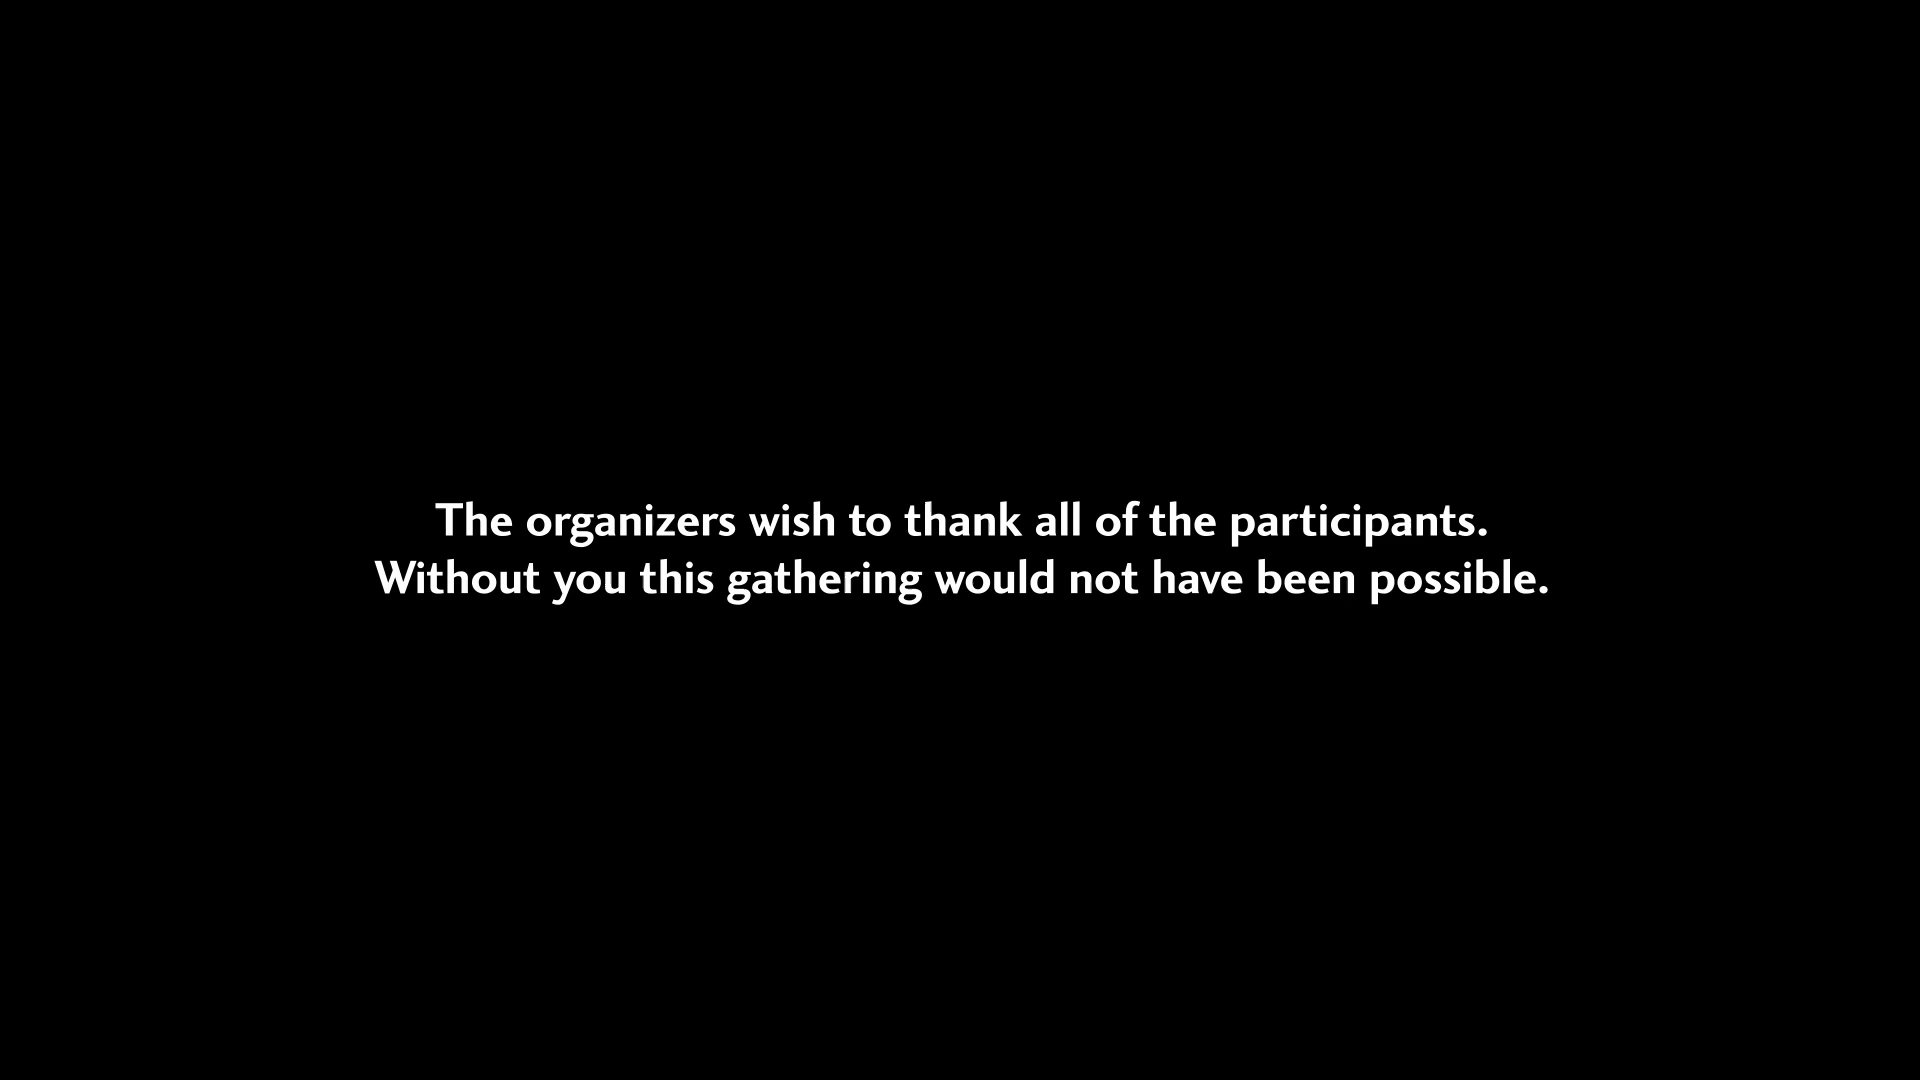 The organizers wish to thank all of the participants.
Without you this gathering would not have been possible.